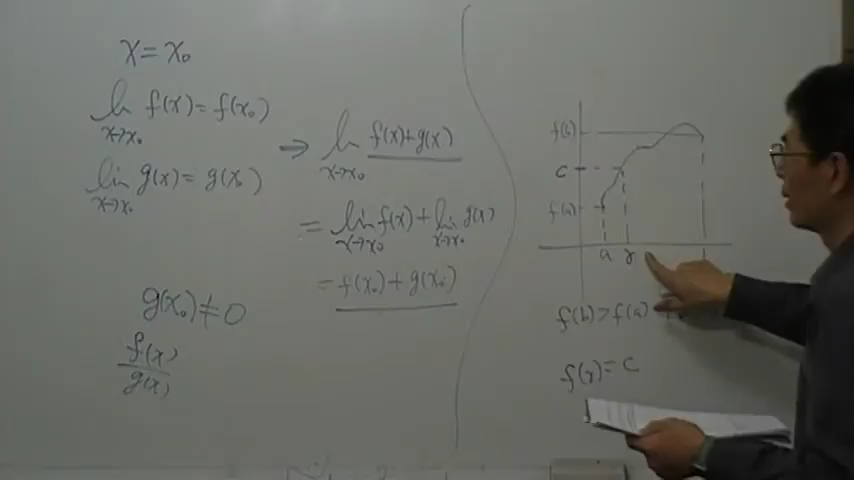 x = x₀
lim f(x) = f(x₀)
x→x₀
lim g(x) = g(x₀)
x→x₀
g(x₀) ≠ 0
f(x)
g(x)
⇒ lim f(x)+g(x)
x→x₀
= lim f(x) + lim g(x)
x→x₀ x→x₀
= f(x₀) + g(x₀)
f(b)
c
f(a)
a γ
f(b) > f(a)
f(γ) = c